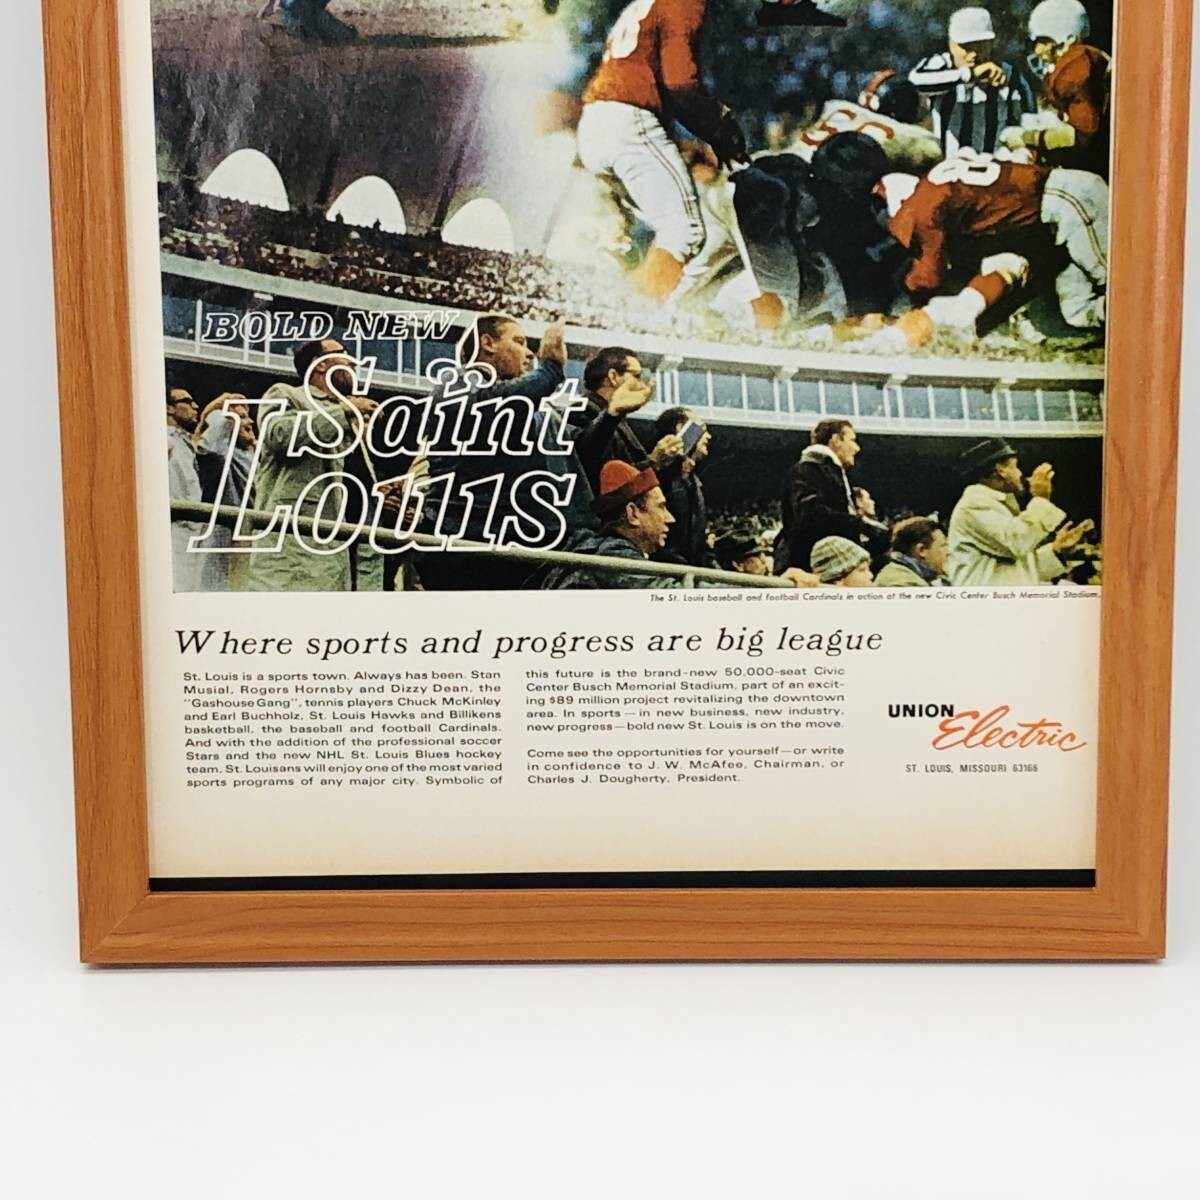 BOLD NEW
Saint
Louis
The St. Louis baseball and football Cardinals in action at the new Civic Center Busch Memorial Stadium.
Where sports and progress are big league
St. Louis is a sports town. Always has been. Stan
Musial, Rogers Hornsby and Dizzy Dean, the
"Gashouse Gang", tennis players Chuck McKinley
and Earl Buchholz, St. Louis Hawks and Billikens
basketball, the baseball and football Cardinals.
And with the addition of the professional soccer
Stars and the new NHL St. Louis Blues hockey
team, St. Louisans will enjoy one of the most varied
sports programs of any major city. Symbolic of
this future is the brand-new 50,000-seat Civic
Center Busch Memorial Stadium, part of an excit-
ing $89 million project revitalizing the downtown
area. In sports — in new business, new industry,
new progress — bold new St. Louis is on the move.
Come see the opportunities for yourself — or write
in confidence to J. W. McAfee, Chairman, or
Charles J. Dougherty, President.
UNION
Electric
ST. LOUIS, MISSOURI 63166